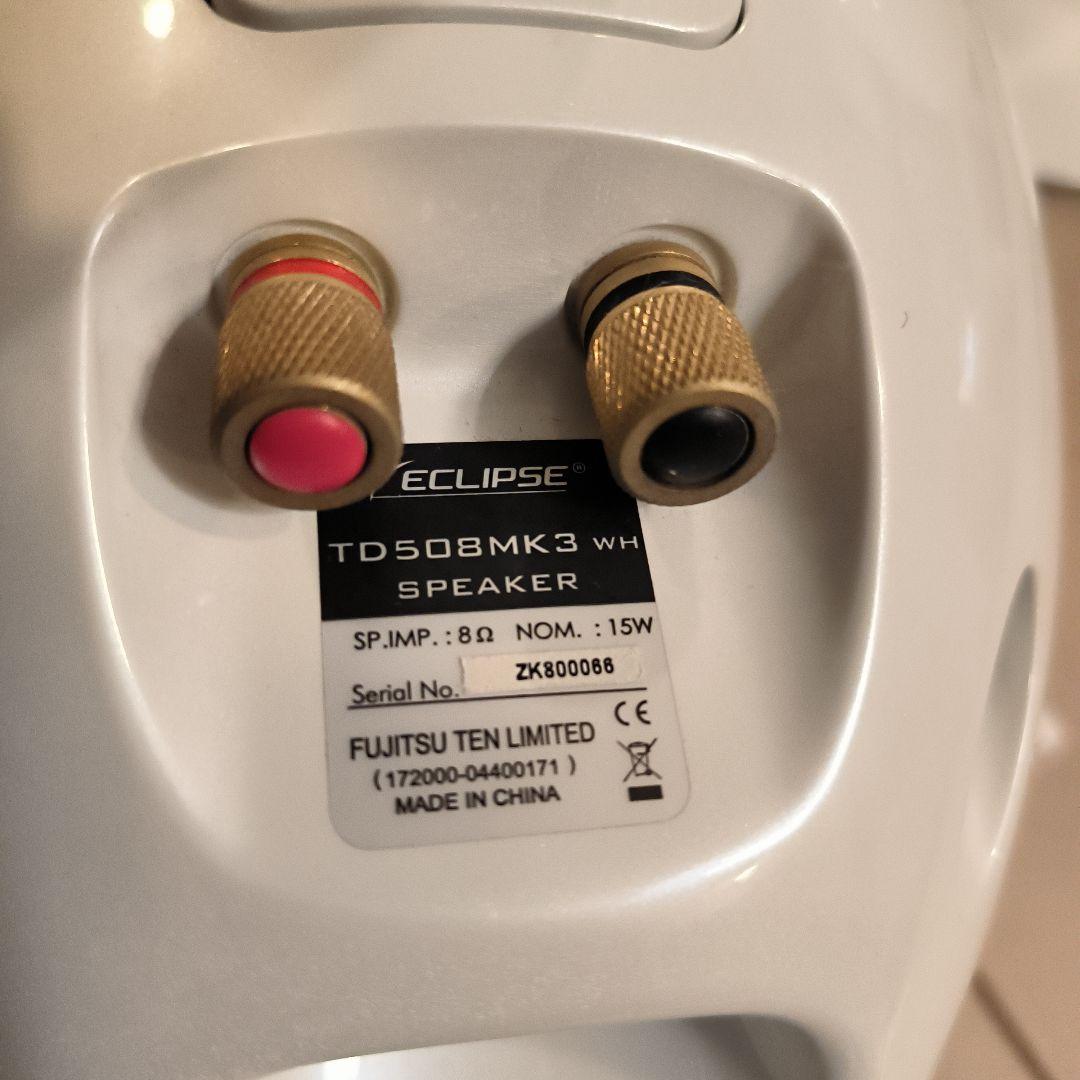 ECLIPSE®
TD508MK3 WH
SPEAKER
SP.IMP. : 8Ω NOM. : 15W
Serial No. ZK800066
FUJITSU TEN LIMITED
(172000-04400171 )
MADE IN CHINA
CE